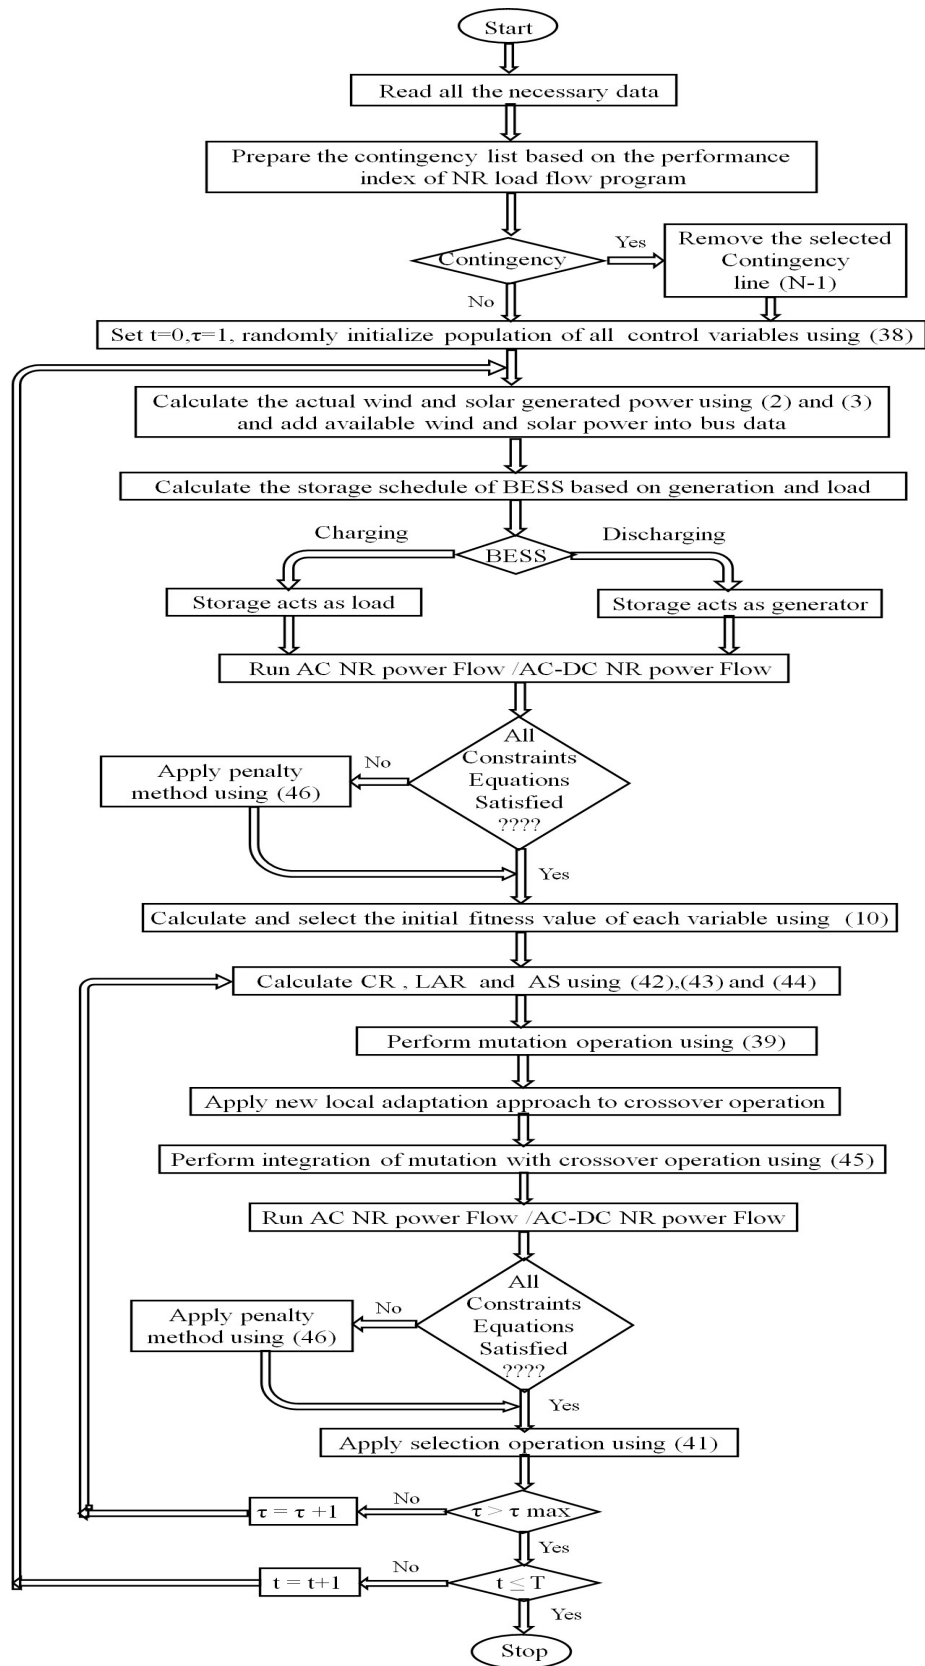 Start
Read all the necessary data
Prepare the contingency list based on the performance
index of NR load flow program
Contingency
Yes
Remove the selected
Contingency
line (N-1)
No
Set t=0,τ=1, randomly initialize population of all control variables using (38)
Calculate the actual wind and solar generated power using (2) and (3)
and add available wind and solar power into bus data
Calculate the storage schedule of BESS based on generation and load
Charging
BESS
Discharging
Storage acts as load
Storage acts as generator
Run AC NR power Flow /AC-DC NR power Flow
All
Constraints
Equations
Satisfied
????
No
Apply penalty
method using (46)
Yes
Calculate and select the initial fitness value of each variable using (10)
Calculate CR , LAR and AS using (42),(43) and (44)
Perform mutation operation using (39)
Apply new local adaptation approach to crossover operation
Perform integration of mutation with crossover operation using (45)
Run AC NR power Flow /AC-DC NR power Flow
All
Constraints
Equations
Satisfied
????
No
Apply penalty
method using (46)
Yes
Apply selection operation using (41)
τ > τ max
No
τ = τ +1
Yes
t ≤ T
No
t = t+1
Yes
Stop